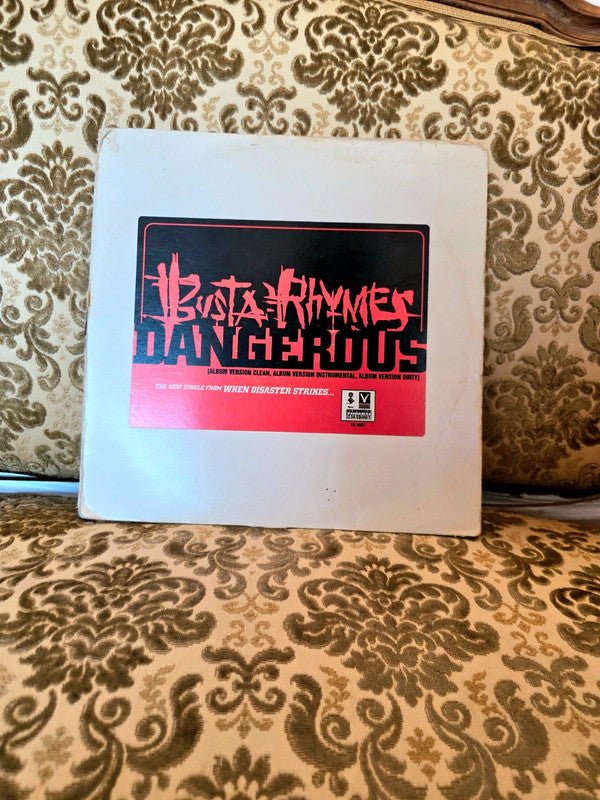 Busta Rhymes
DANGEROUS
(ALBUM VERSION CLEAN, ALBUM VERSION INSTRUMENTAL, ALBUM VERSION DIRTY)
THE NEW SINGLE FROM WHEN DISASTER STRIKES...